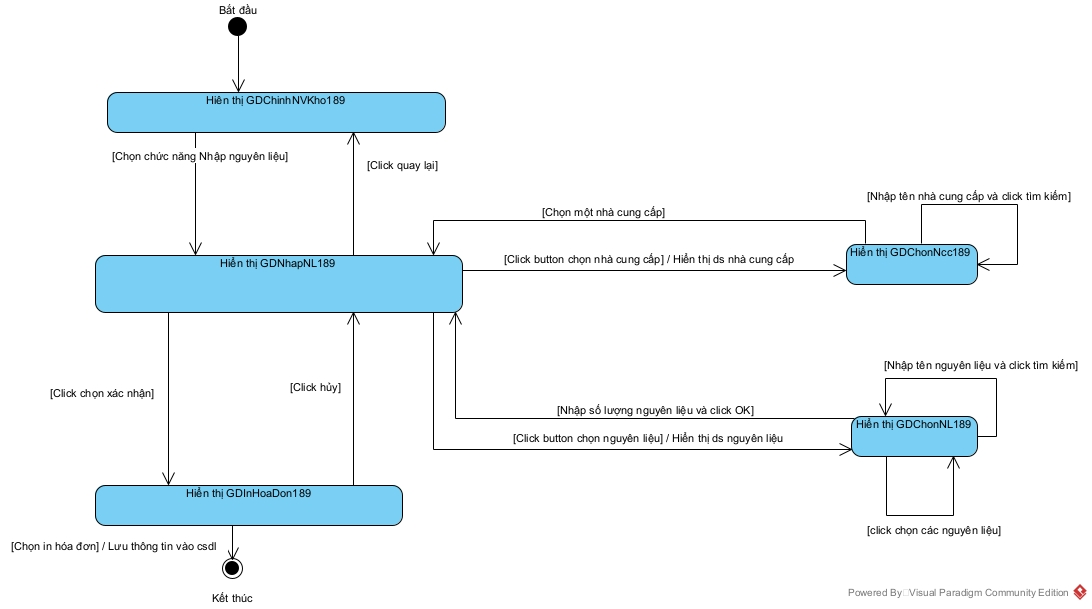 Bắt đầu
Hiên thị GDChinhNVKho189
[Chọn chức năng Nhập nguyên liệu]
[Click quay lại]
[Nhập tên nhà cung cấp và click tìm kiếm]
[Chọn một nhà cung cấp]
Hiển thị GDChonNcc189
[Click button chọn nhà cung cấp] / Hiển thị ds nhà cung cấp
Hiển thị GDNhapNL189
[Nhập tên nguyên liệu và click tìm kiếm]
[Click hủy]
[Click chọn xác nhận]
[Nhập số lượng nguyên liệu và click OK]
Hiển thị GDChonNL189
[Click button chọn nguyên liệu] / Hiển thị ds nguyên liệu
Hiển thị GDInHoaDon189
[click chọn các nguyên liệu]
[Chọn in hóa đơn] / Lưu thông tin vào csdl
Kết thúc
Powered By Visual Paradigm Community Edition